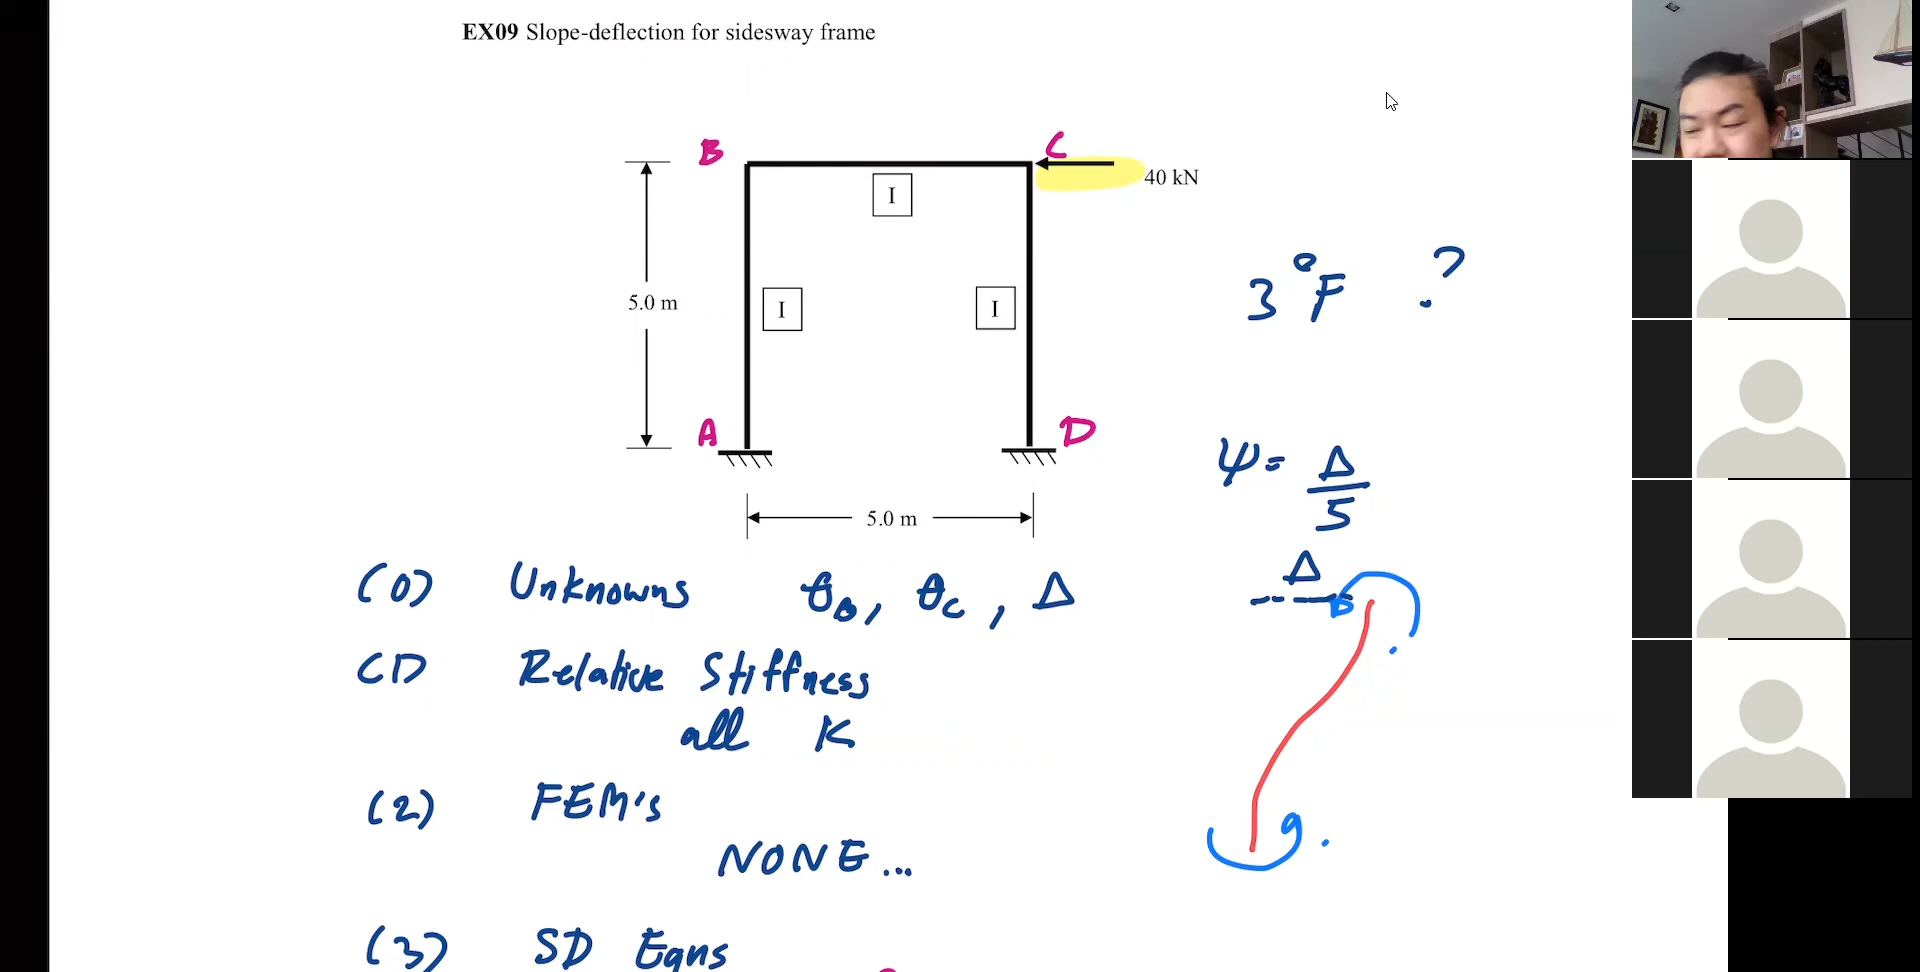 EX09 Slope-deflection for sidesway frame
B
C
40 kN
I
5.0 m
I
I
3°F ?
A
D
ψ = Δ/5
5.0 m
Δ
(0) Unknowns θB, θC, Δ
(1) Relative Stiffness
all K
(2) FEM's
NONE...
(3) SD Eqns